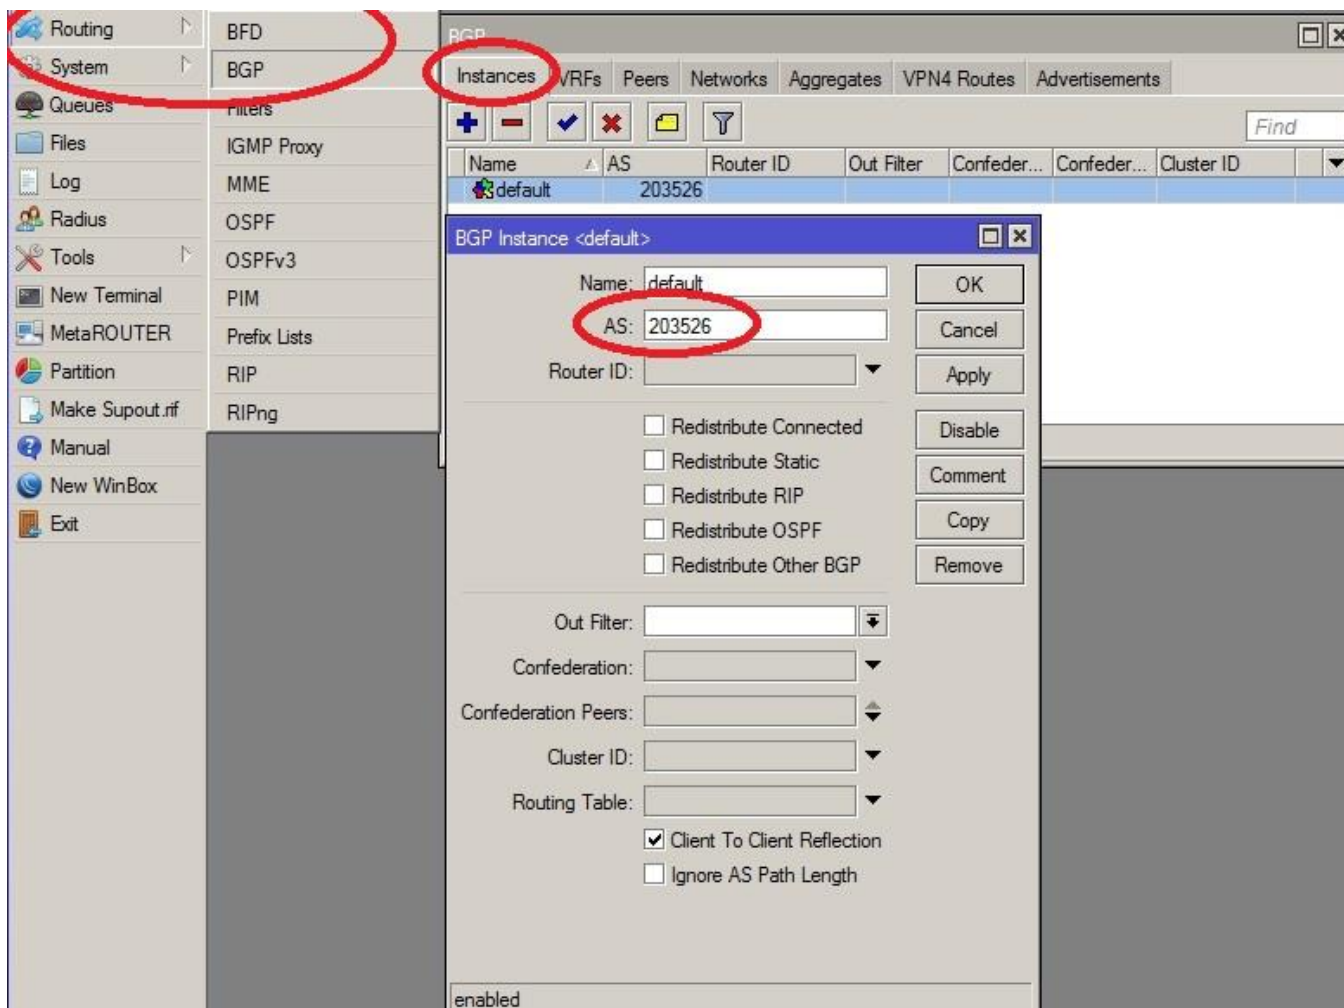 Routing
System
Queues
Files
Log
Radius
Tools
New Terminal
MetaROUTER
Partition
Make Supout.rif
Manual
New WinBox
Exit
BFD
BGP
Filters
IGMP Proxy
MME
OSPF
OSPFv3
PIM
Prefix Lists
RIP
RIPng
BGP
Instances VRFs Peers Networks Aggregates VPN4 Routes Advertisements
Find
Name AS Router ID Out Filter Confeder... Confeder... Cluster ID
default 203526
BGP Instance <default>
Name: default
AS: 203526
Router ID:
Redistribute Connected
Redistribute Static
Redistribute RIP
Redistribute OSPF
Redistribute Other BGP
Out Filter:
Confederation:
Confederation Peers:
Cluster ID:
Routing Table:
Client To Client Reflection
Ignore AS Path Length
OK
Cancel
Apply
Disable
Comment
Copy
Remove
enabled